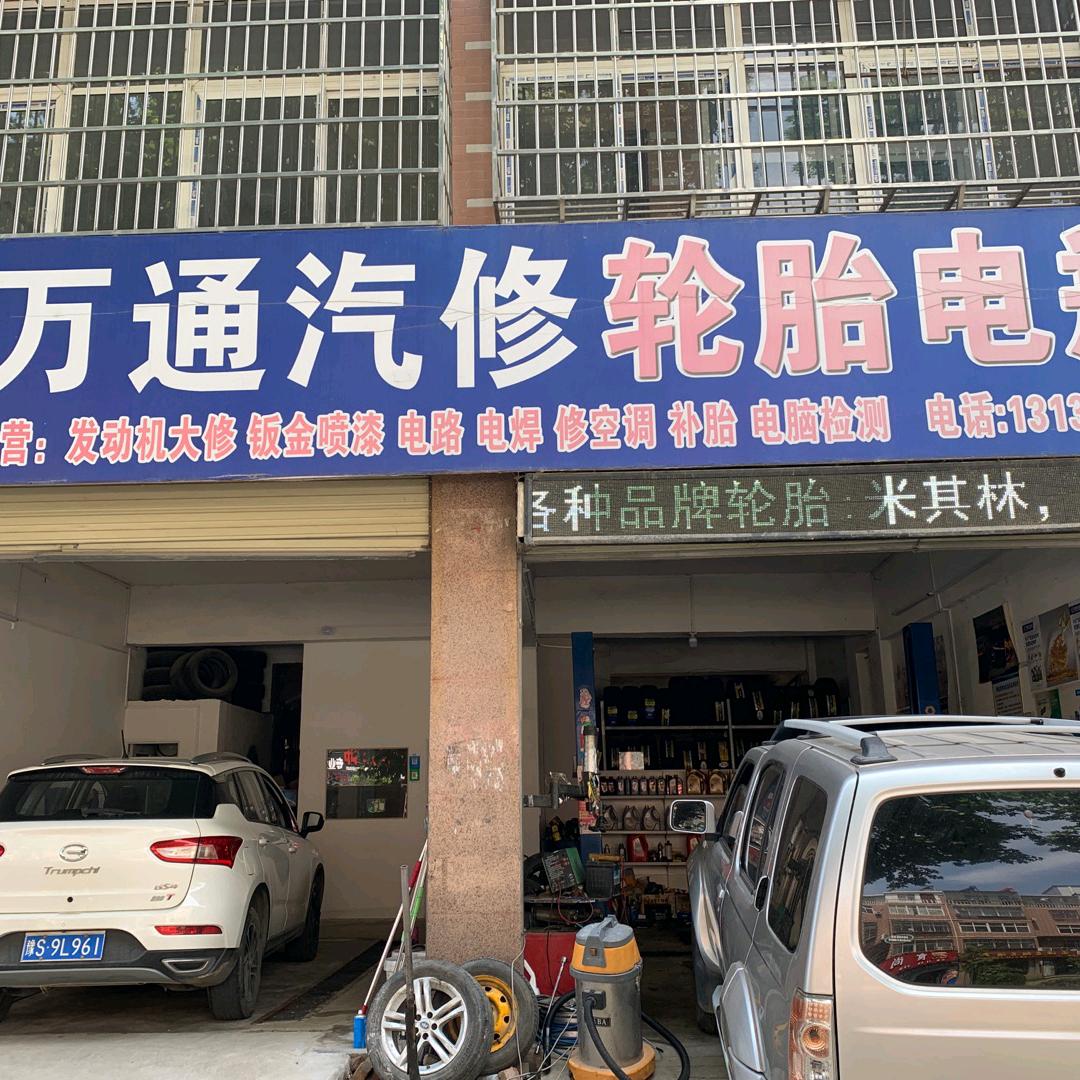 万通汽修轮胎电
营：发动机大修 钣金喷漆 电路 电焊 修空调 补胎 电脑检测 电话:1313
各种品牌轮胎：米其林，
Trumpchi
GS4
豫S·9L961